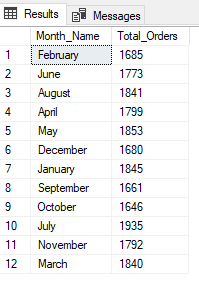 Results Messages
Month_Name Total_Orders
1 February 1685
2 June 1773
3 August 1841
4 April 1799
5 May 1853
6 December 1680
7 January 1845
8 September 1661
9 October 1646
10 July 1935
11 November 1792
12 March 1840